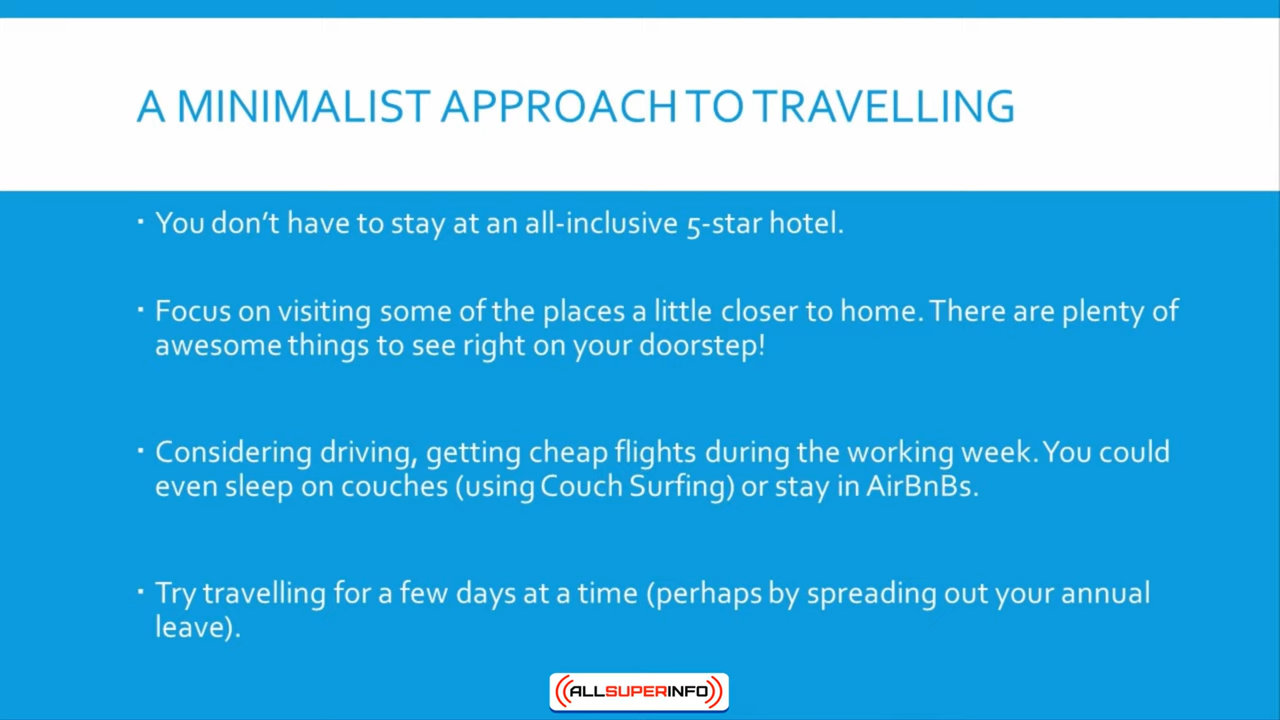 A MINIMALIST APPROACH TO TRAVELLING
▪ You don't have to stay at an all-inclusive 5-star hotel.
▪ Focus on visiting some of the places a little closer to home. There are plenty of
awesome things to see right on your doorstep!
▪ Considering driving, getting cheap flights during the working week. You could
even sleep on couches (using Couch Surfing) or stay in AirBnBs.
▪ Try travelling for a few days at a time (perhaps by spreading out your annual
leave).
ALLSUPERINFO